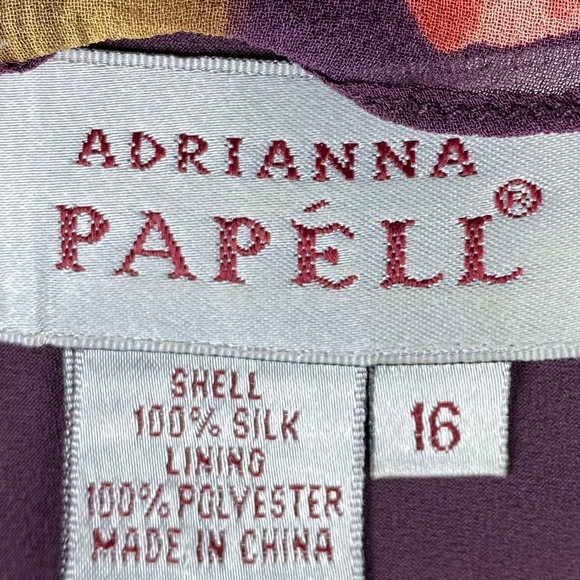 ADRIANNA
PAPÉLL®
SHELL
100% SILK
LINING
100% POLYESTER
MADE IN CHINA
16